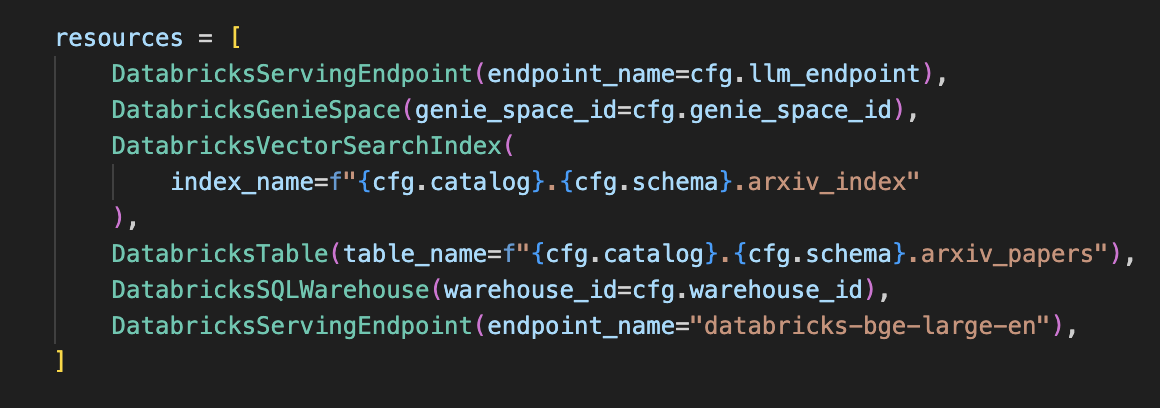 resources = [
    DatabricksServingEndpoint(endpoint_name=cfg.llm_endpoint),
    DatabricksGenieSpace(genie_space_id=cfg.genie_space_id),
    DatabricksVectorSearchIndex(
        index_name=f"{cfg.catalog}.{cfg.schema}.arxiv_index"
    ),
    DatabricksTable(table_name=f"{cfg.catalog}.{cfg.schema}.arxiv_papers"),
    DatabricksSQLWarehouse(warehouse_id=cfg.warehouse_id),
    DatabricksServingEndpoint(endpoint_name="databricks-bge-large-en"),
]